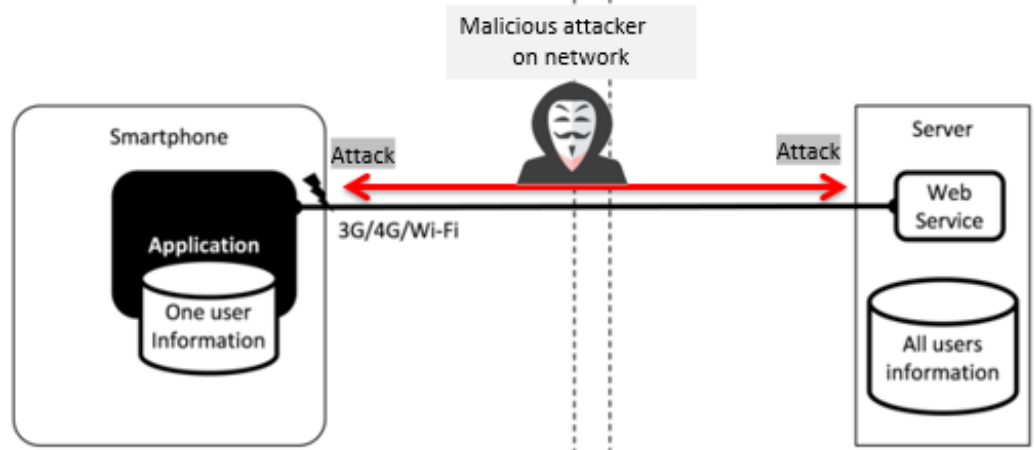 Malicious attacker
on network
Smartphone
Server
Attack
Attack
Web
Service
3G/4G/Wi-Fi
Application
One user
Information
All users
information